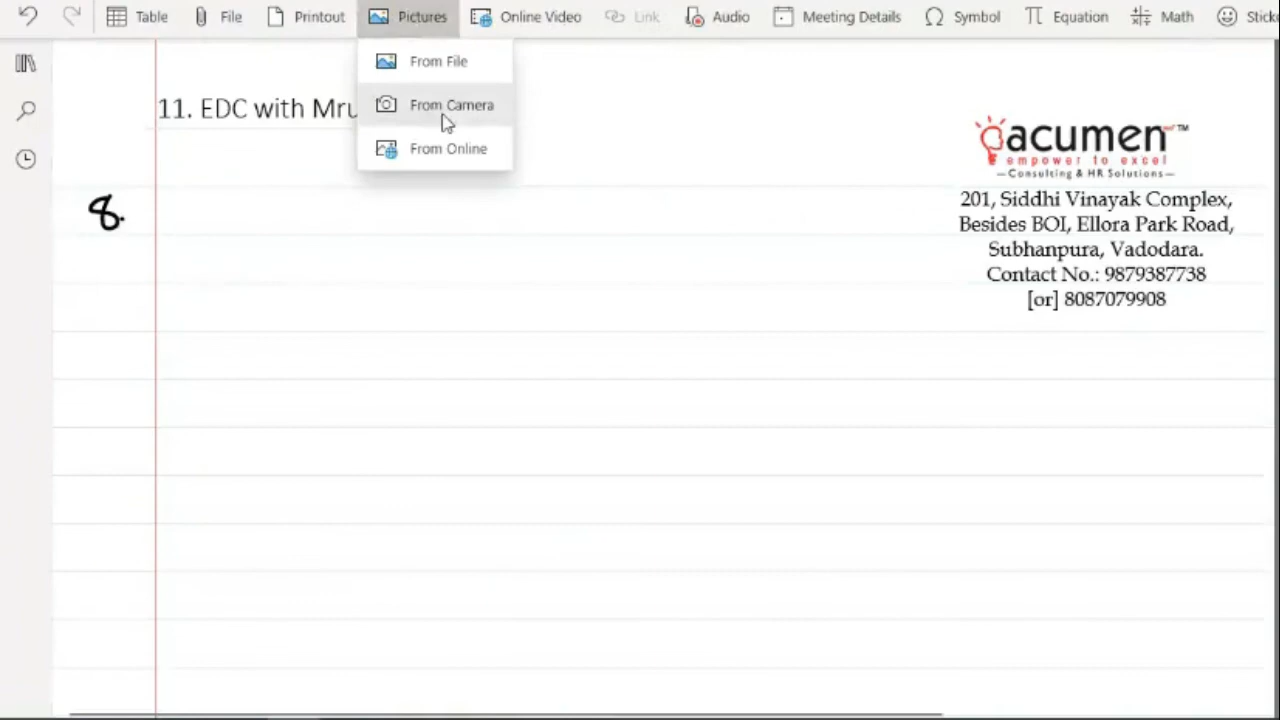 Table File Printout Pictures Online Video Link Audio Meeting Details Symbol Equation Math
From File
From Camera
From Online
11. EDC with Mru
8.
acumen™
empower to excel
—Consulting & HR Solutions—
201, Siddhi Vinayak Complex,
Besides BOI, Ellora Park Road,
Subhanpura, Vadodara.
Contact No.: 9879387738
[or] 8087079908